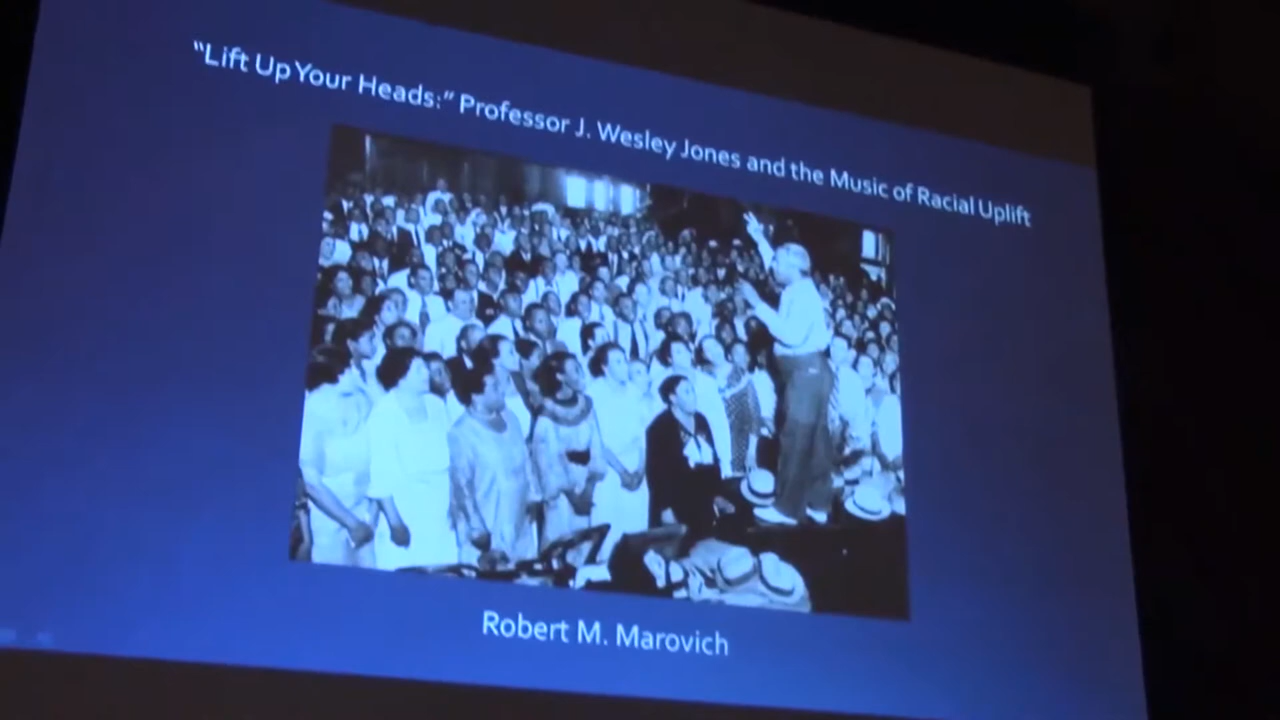 "Lift Up Your Heads:" Professor J. Wesley Jones and the Music of Racial Uplift
Robert M. Marovich